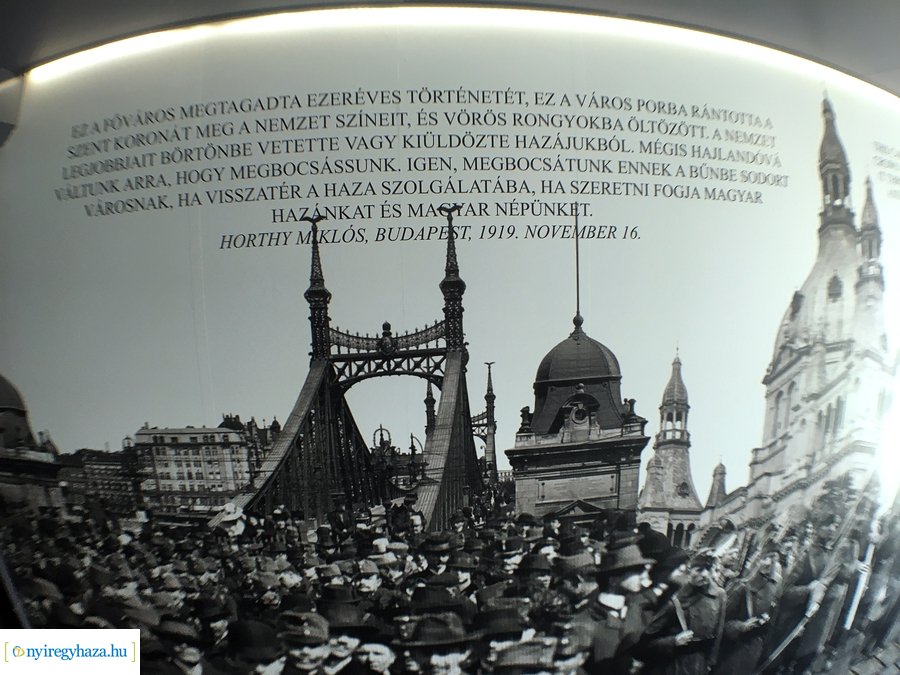 EZ A FŐVÁROS MEGTAGADTA EZERÉVES TÖRTÉNETÉT, EZ A VÁROS PORBA RÁNTOTTA A
SZENT KORONÁT MEG A NEMZET SZÍNEIT, ÉS VÖRÖS RONGYOKBA ÖLTÖZÖTT. A NEMZET
LEGJOBBJAIT BÖRTÖNBE VETETTE VAGY KIÜLDÖZTE HAZÁJUKBÓL. MÉGIS HAJLANDÓVÁ
VÁLTUNK ARRA, HOGY MEGBOCSÁSSUNK. IGEN, MEGBOCSÁTUNK ENNEK A BŰNBE SODORT
VÁROSNAK, HA VISSZATÉR A HAZA SZOLGÁLATÁBA, HA SZERETNI FOGJA MAGYAR
HAZÁNKAT ÉS MAGYAR NÉPÜNKET.
HORTHY MIKLÓS, BUDAPEST, 1919. NOVEMBER 16.
[nyiregyhaza.hu]